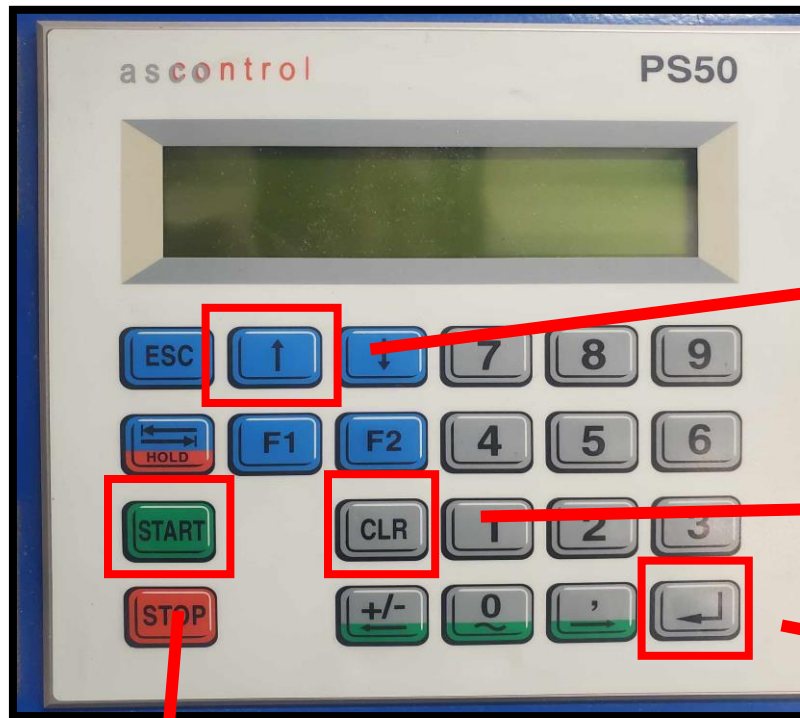 ascontrol PS50
ESC ↑ ↓ 7 8 9
HOLD F1 F2 4 5 6
START CLR 1 2 3
STOP +/- 0 ,